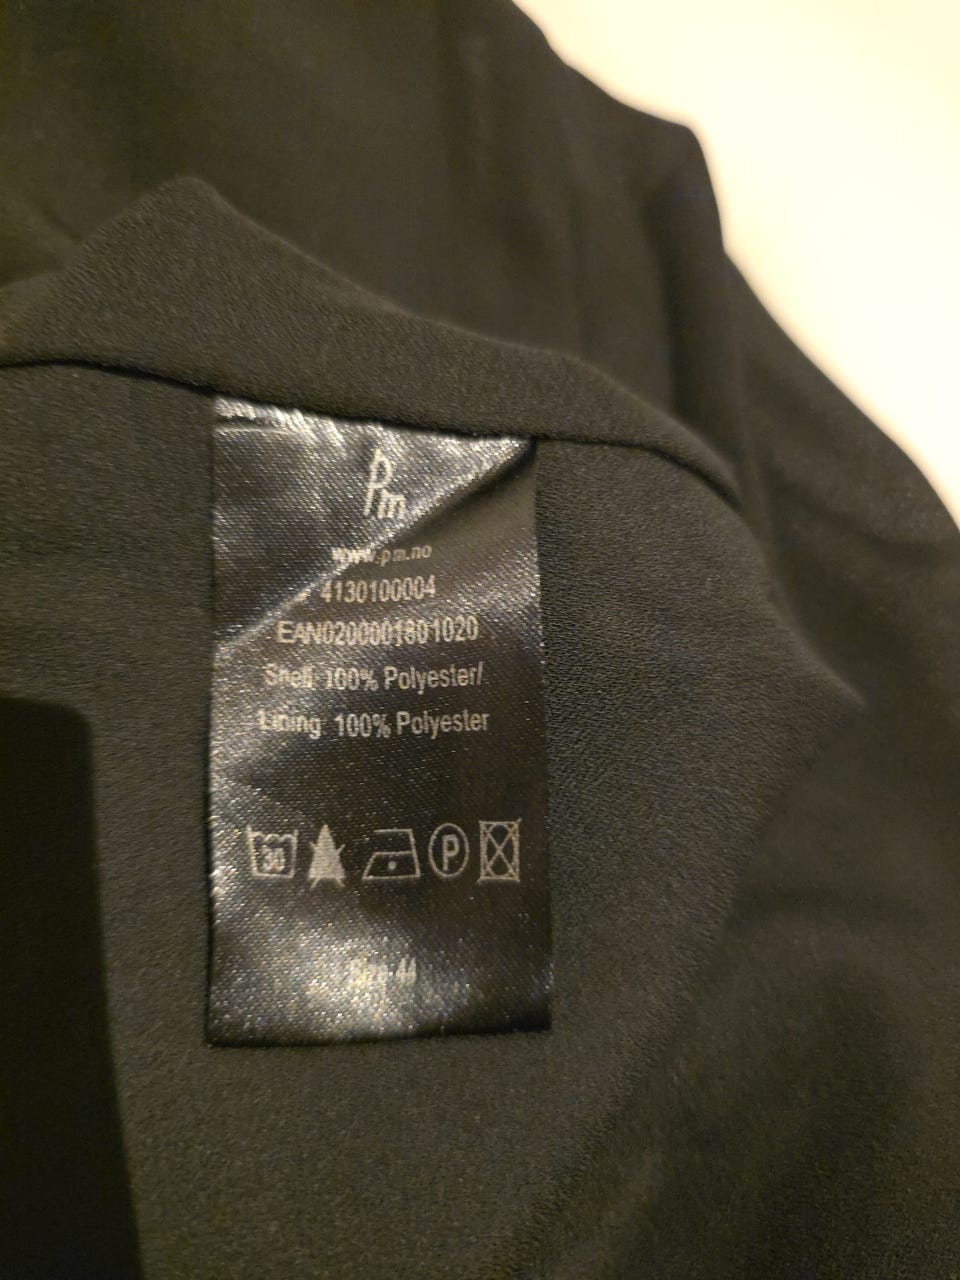 Pm
www.pm.no
4130100004
EAN0200001801020
Shell 100% Polyester/
Lining 100% Polyester
30 P
Size:44